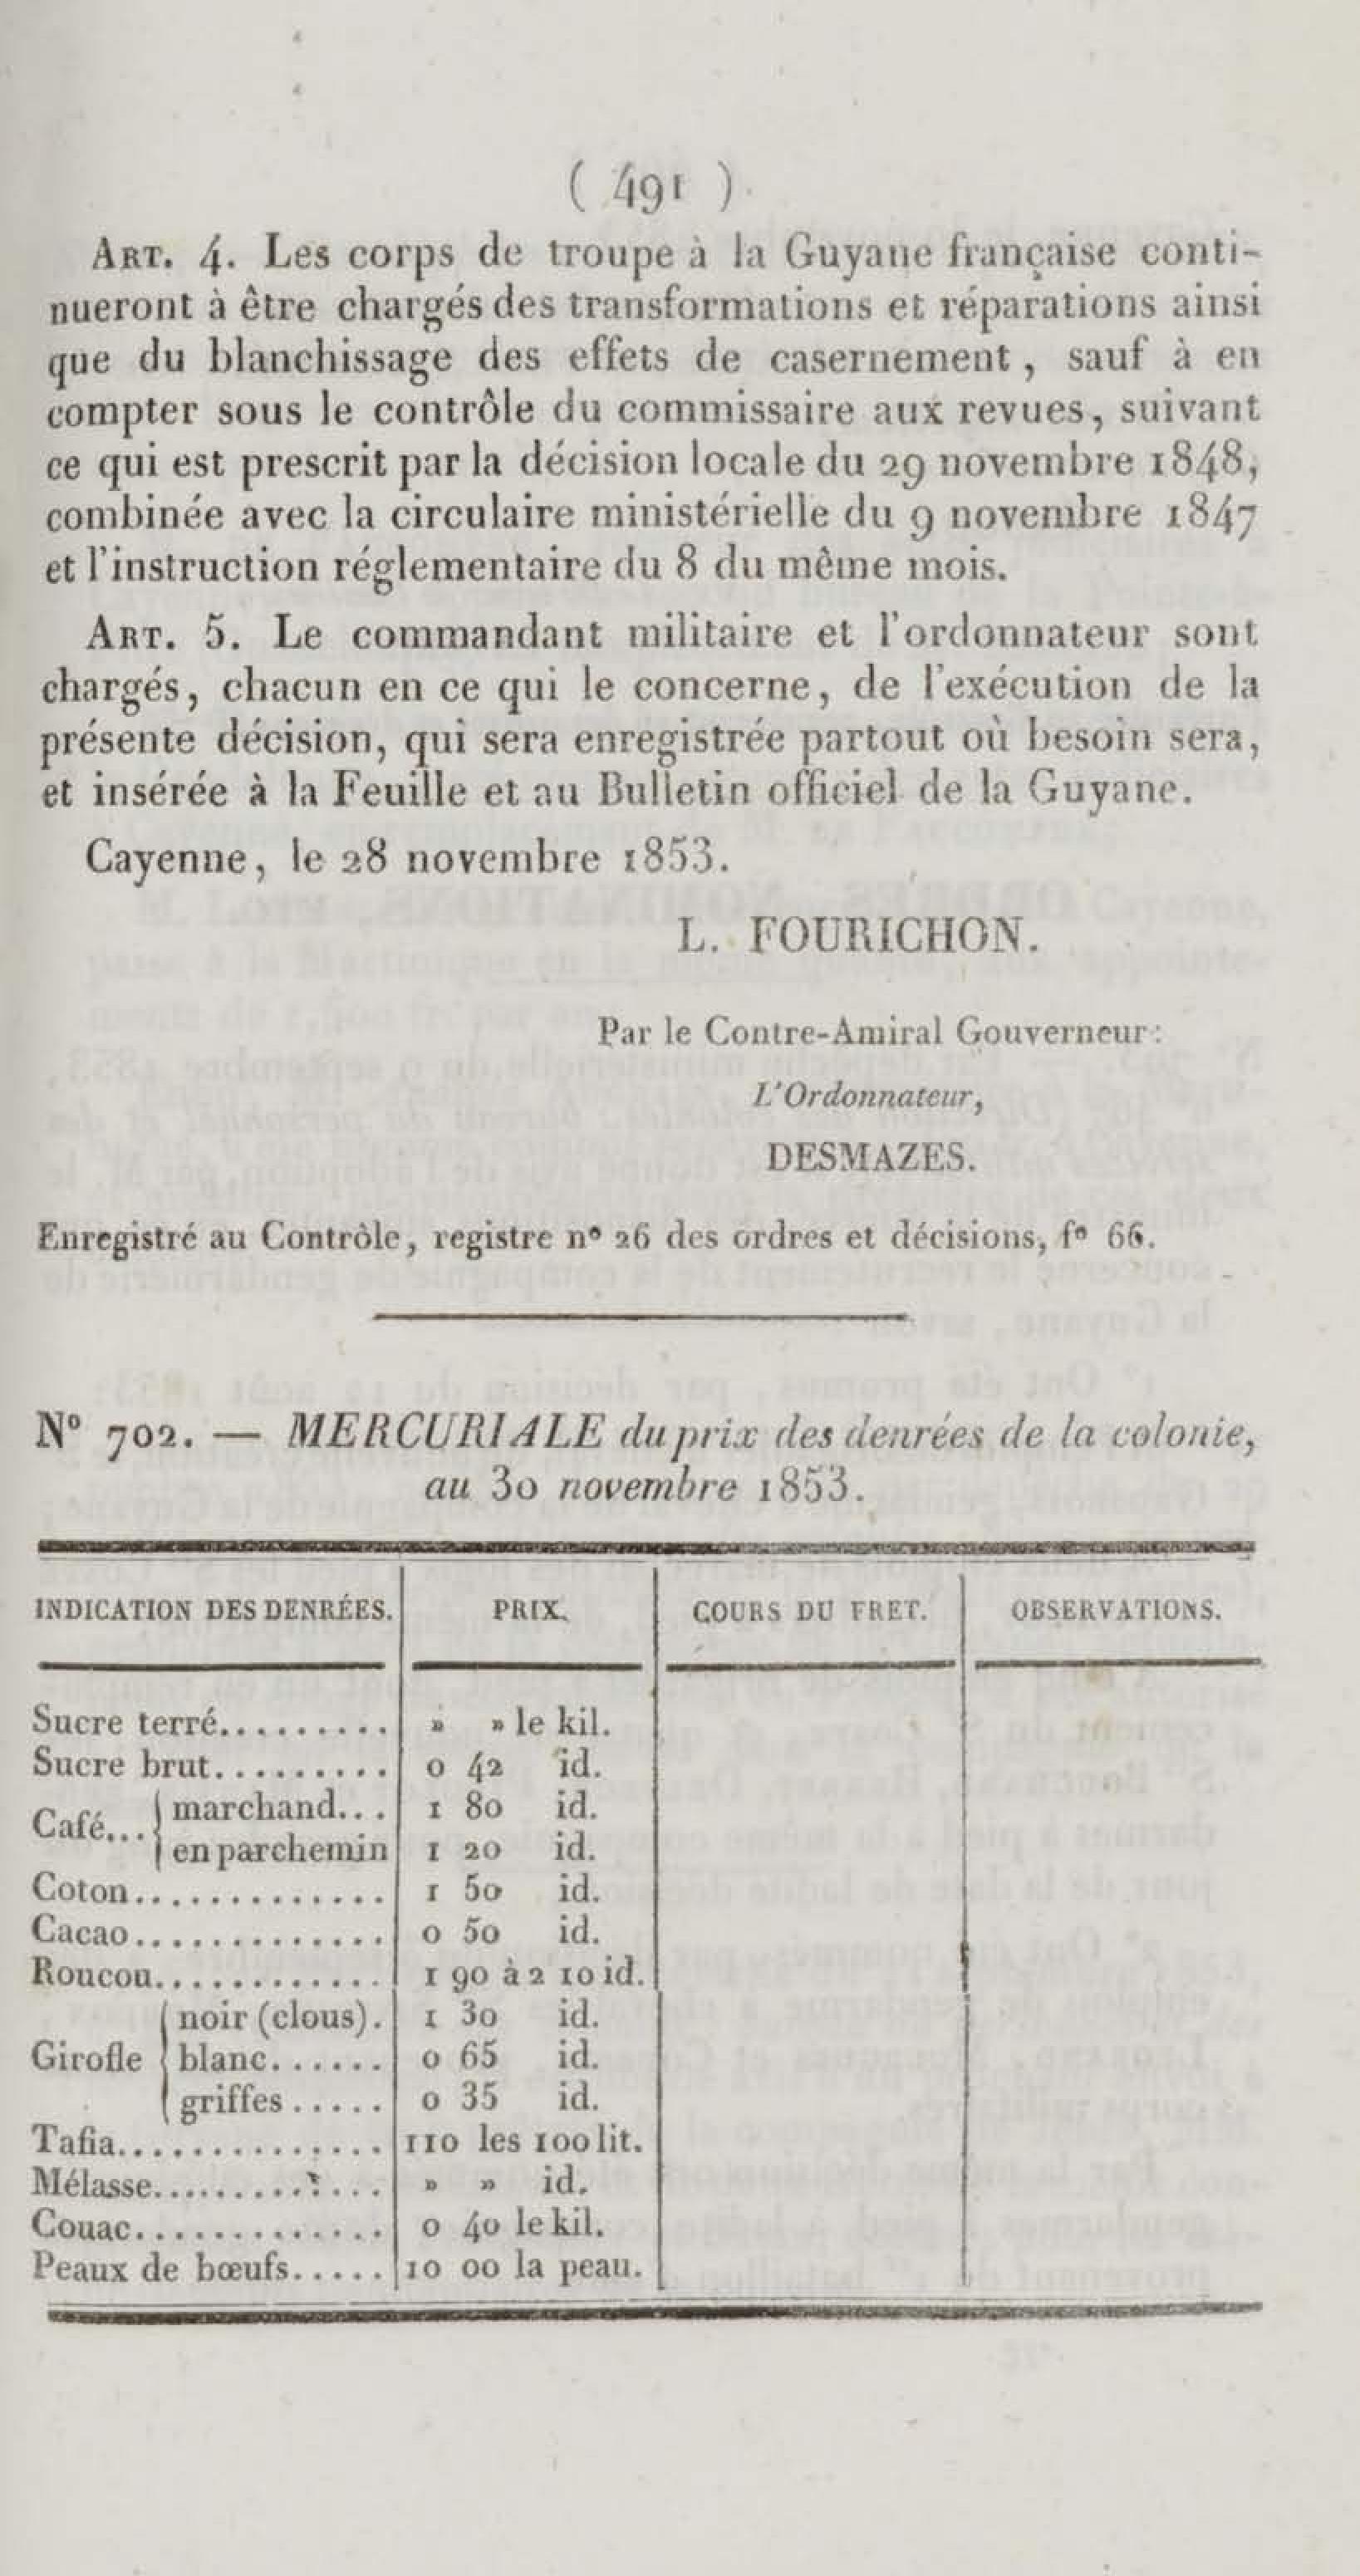 ( 491 )
ART. 4. Les corps de troupe à la Guyane française conti-
nueront à être chargés des transformations et réparations ainsi
que du blanchissage des effets de casernement, sauf à en
compter sous le contrôle du commissaire aux revues, suivant
ce qui est prescrit par la décision locale du 29 novembre 1848,
combinée avec la circulaire ministérielle du 9 novembre 1847
et l'instruction réglementaire du 8 du même mois.
ART. 5. Le commandant militaire et l'ordonnateur sont
chargés, chacun en ce qui le concerne, de l'exécution de la
présente décision, qui sera enregistrée partout où besoin sera,
et insérée à la Feuille et au Bulletin officiel de la Guyane.
Cayenne, le 28 novembre 1853.
L. FOURICHON.
Par le Contre-Amiral Gouverneur:
L'Ordonnateur,
DESMAZES.
Enregistré au Contrôle, registre n° 26 des ordres et décisions, f° 66.
N° 702. — MERCURIALE du prix des denrées de la colonie,
au 30 novembre 1853.
INDICATION DES DENRÉES. PRIX. COURS DU FRET. OBSERVATIONS.
Sucre terré......... » » le kil.
Sucre brut......... 0 42 id.
Café... { marchand... 1 80 id.
en parchemin 1 20 id.
Coton............. 1 50 id.
Cacao............. 0 50 id.
Roucou............ 1 90 à 2 10 id.
noir (clous). 1 30 id.
Girofle { blanc...... 0 65 id.
griffes..... 0 35 id.
Tafia.............. 110 les 100 lit.
Mélasse............ » » id.
Couac............. 0 40 le kil.
Peaux de bœufs..... 10 00 la peau.